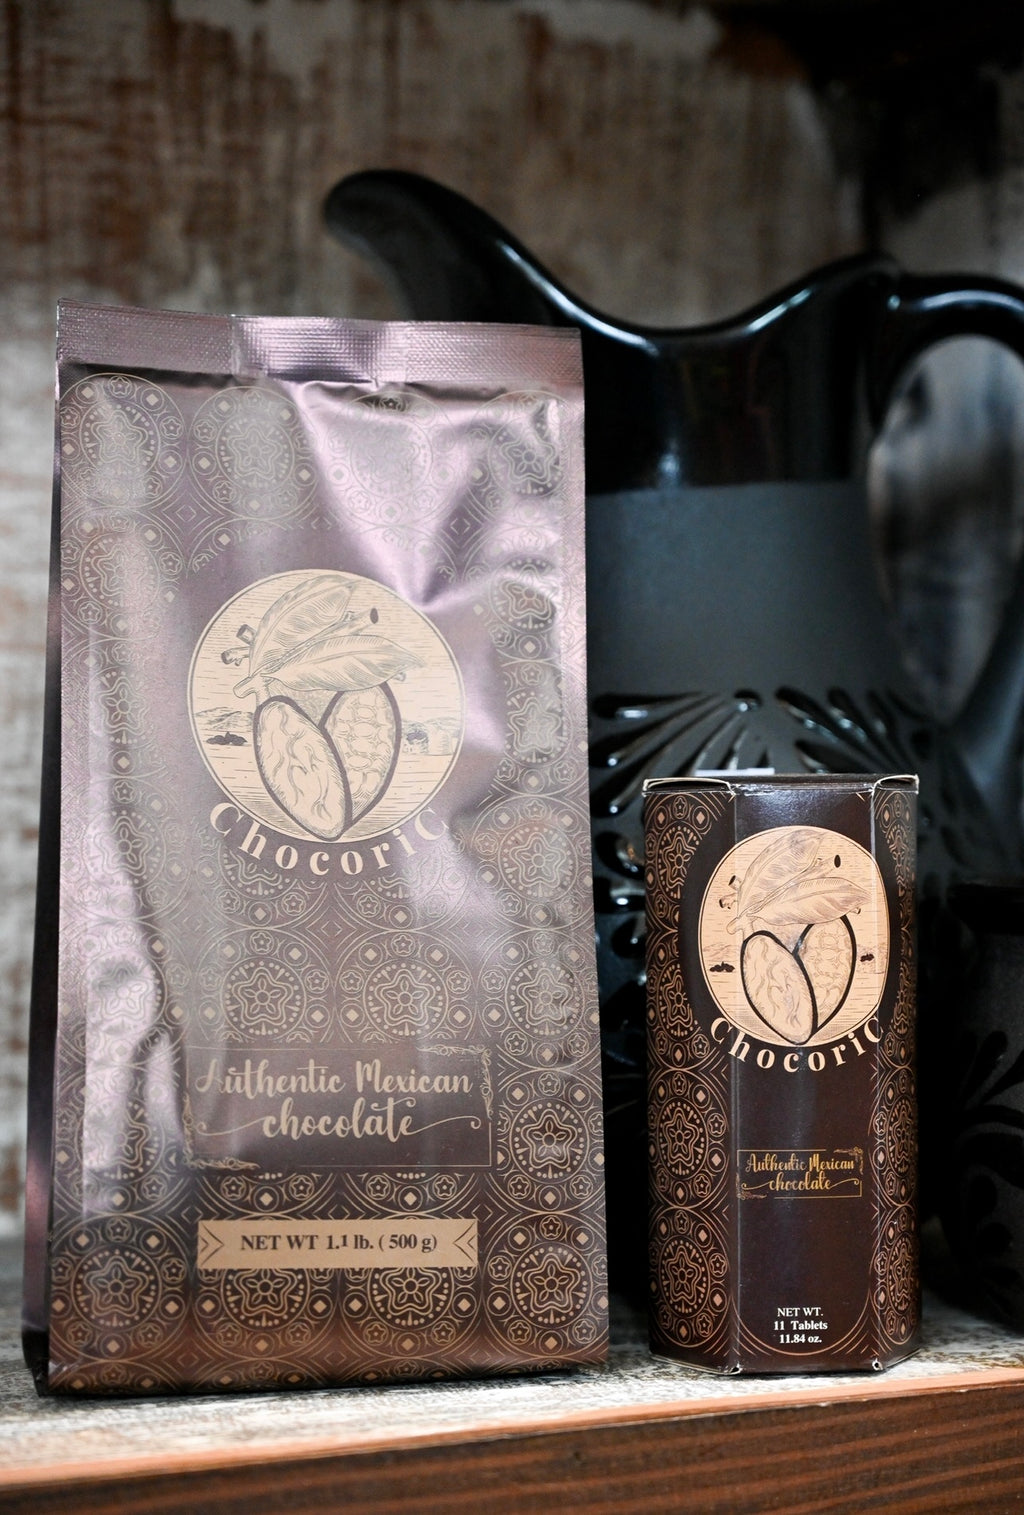 ChocoriC
Authentic Mexican
chocolate
NET WT 1.1 lb. ( 500 g)
ChocoriC
Authentic Mexican
chocolate
NET WT.
11 Tablets
11.84 oz.